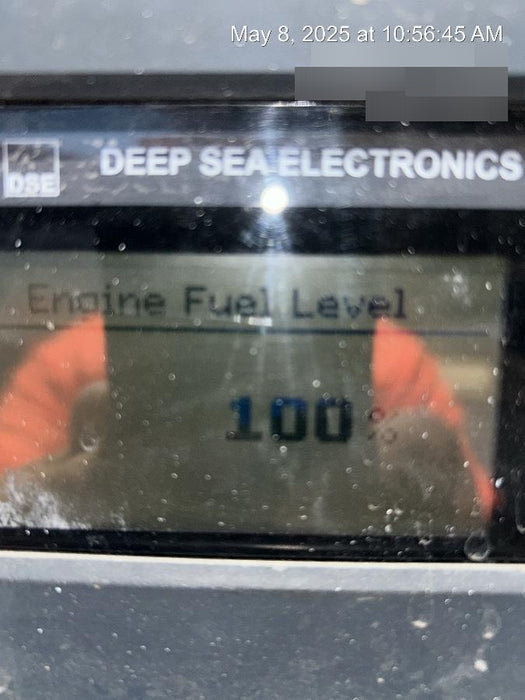 May 8, 2025 at 10:56:45 AM
DSE DEEP SEA ELECTRONICS
Engine Fuel Level
100 %